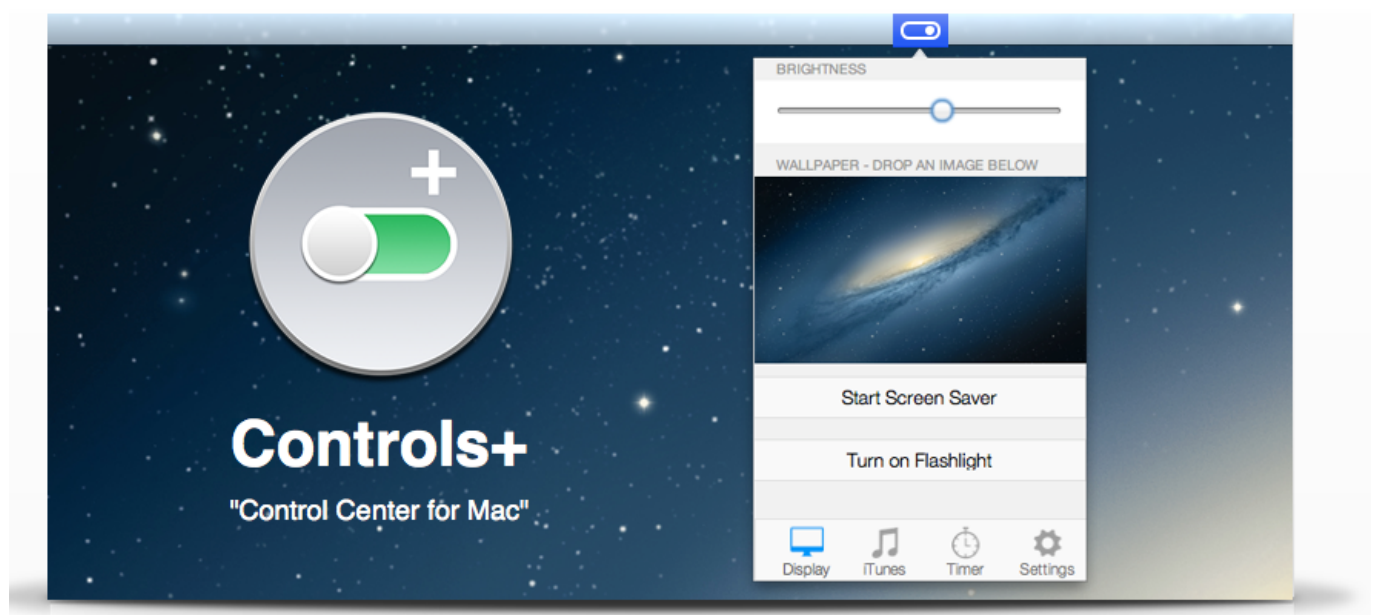 BRIGHTNESS
WALLPAPER - DROP AN IMAGE BELOW
Controls+
"Control Center for Mac"
Start Screen Saver
Turn on Flashlight
Display iTunes Timer Settings